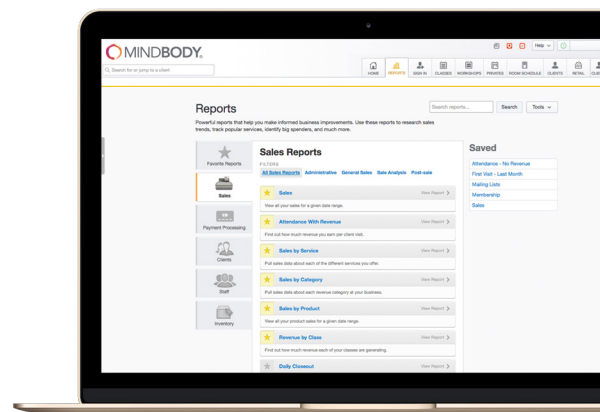 MINDBODY
Search for or jump to a client
Help
HOME
REPORTS
SIGN IN
CLASSES
WORKSHOPS
PRIVATES
ROOM SCHEDULE
CLIENTS
RETAIL
Reports
Search reports...
Search
Tools
Powerful reports that help you make informed business improvements. Use these reports to research sales
trends, track popular services, identify big spenders, and much more.
Favorite Reports
Sales
Payment Processing
Clients
Staff
Inventory
Sales Reports
FILTERS
All Sales Reports Administrative General Sales Sale Analysis Post-sale
Sales View Report
View all your sales for a given date range.
Attendance With Revenue View Report
Find out how much revenue you earn per client visit.
Sales by Service View Report
Pull sales data about each of the different services you offer.
Sales by Category View Report
Pull sales data about each revenue category at your business.
Sales by Product View Report
View all your product sales for a given date range.
Revenue by Class View Report
Find out how much revenue each of your classes are generating.
Daily Closeout View Report
Saved
Attendance - No Revenue
First Visit - Last Month
Mailing Lists
Membership
Sales